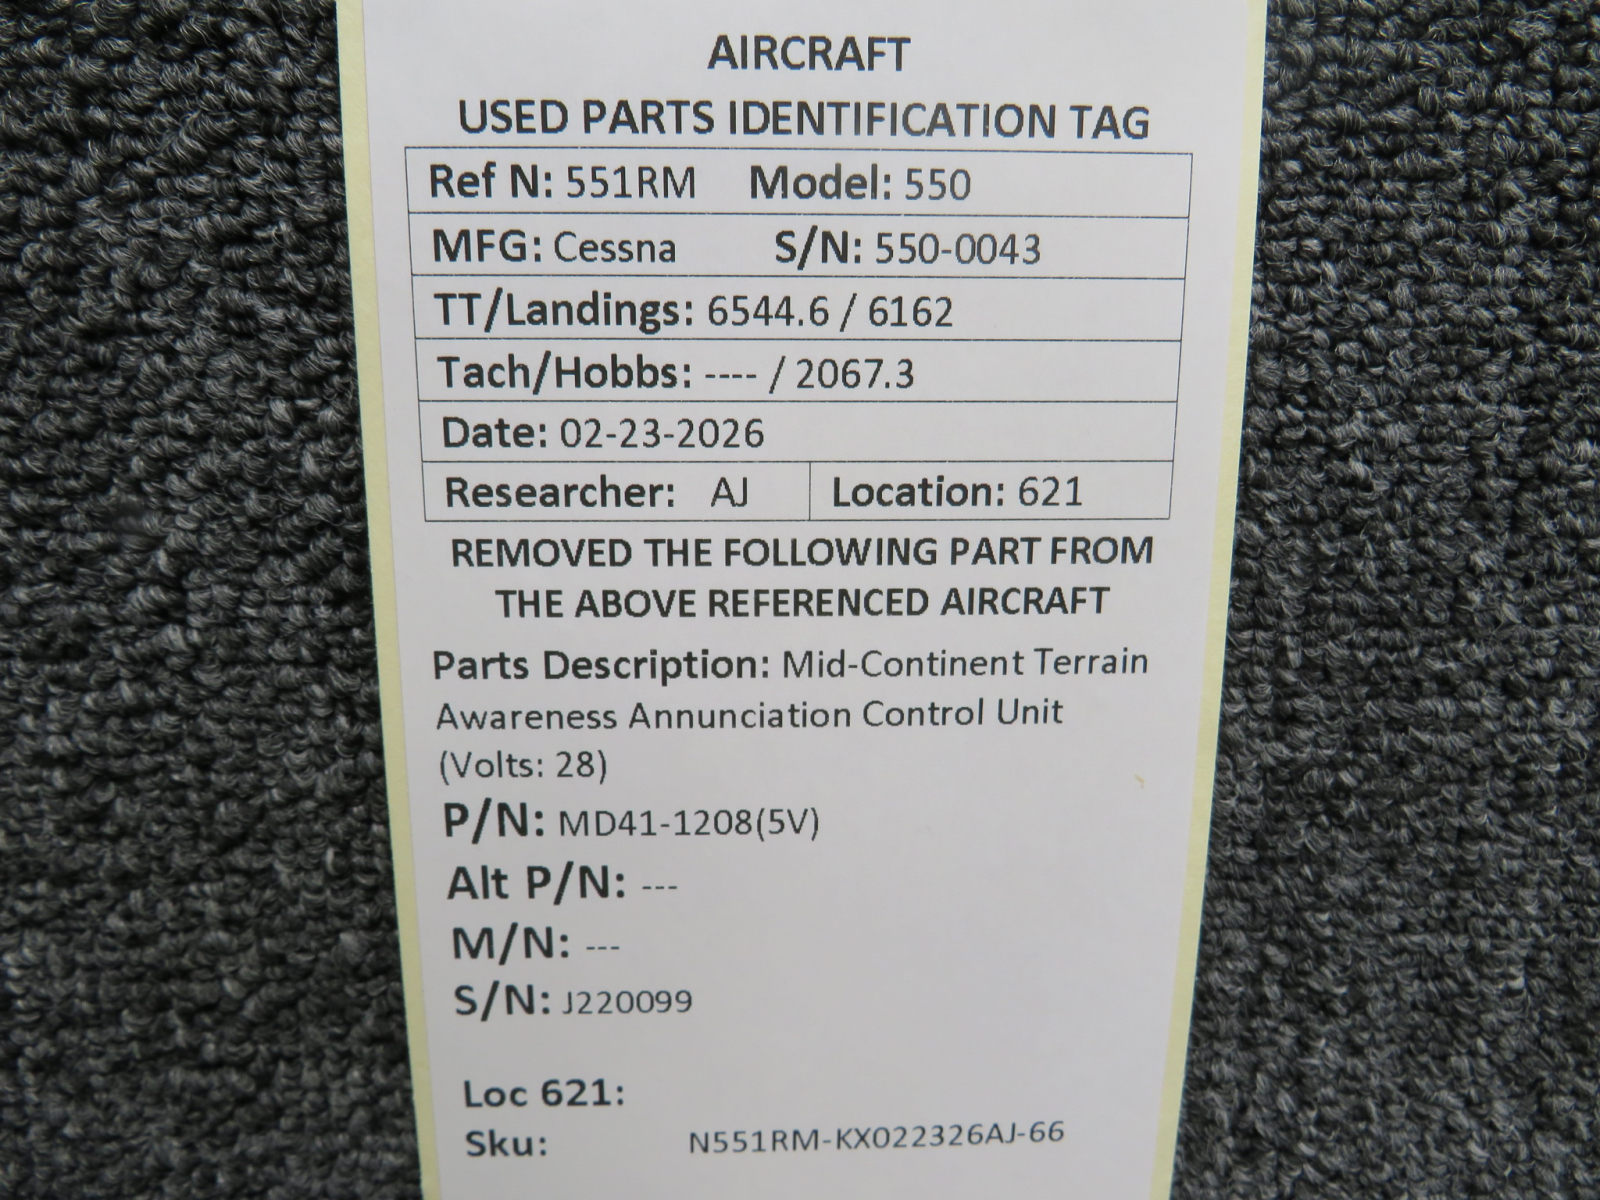 AIRCRAFT
USED PARTS IDENTIFICATION TAG
Ref N: 551RM Model: 550
MFG: Cessna S/N: 550-0043
TT/Landings: 6544.6 / 6162
Tach/Hobbs: ---- / 2067.3
Date: 02-23-2026
Researcher: AJ Location: 621
REMOVED THE FOLLOWING PART FROM
THE ABOVE REFERENCED AIRCRAFT
Parts Description: Mid-Continent Terrain
Awareness Annunciation Control Unit
(Volts: 28)
P/N: MD41-1208(5V)
Alt P/N: ---
M/N: ---
S/N: J220099
Loc 621:
Sku: N551RM-KX022326AJ-66